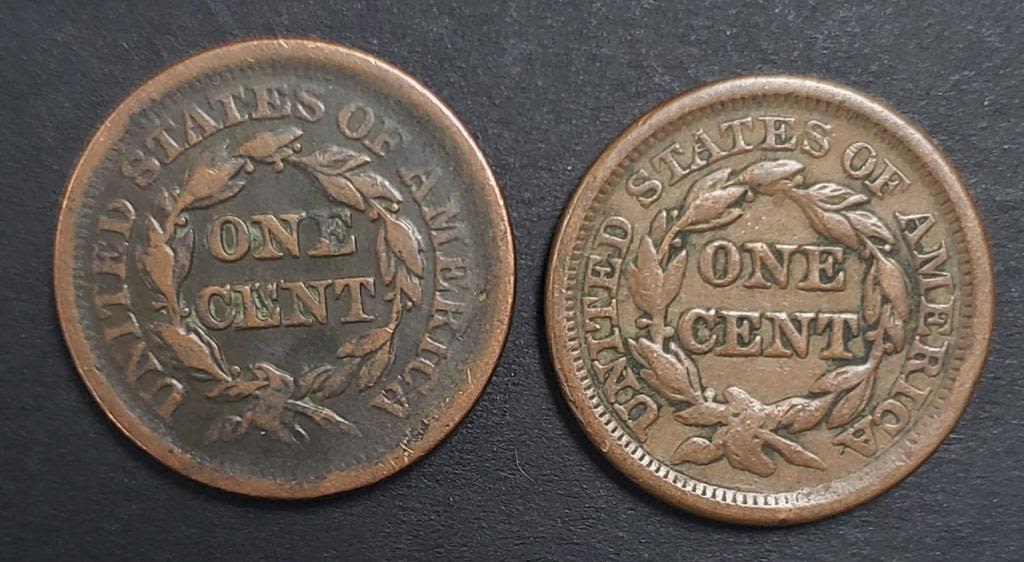 UNITED STATES OF AMERICA
ONE
CENT
UNITED STATES OF AMERICA
ONE
CENT